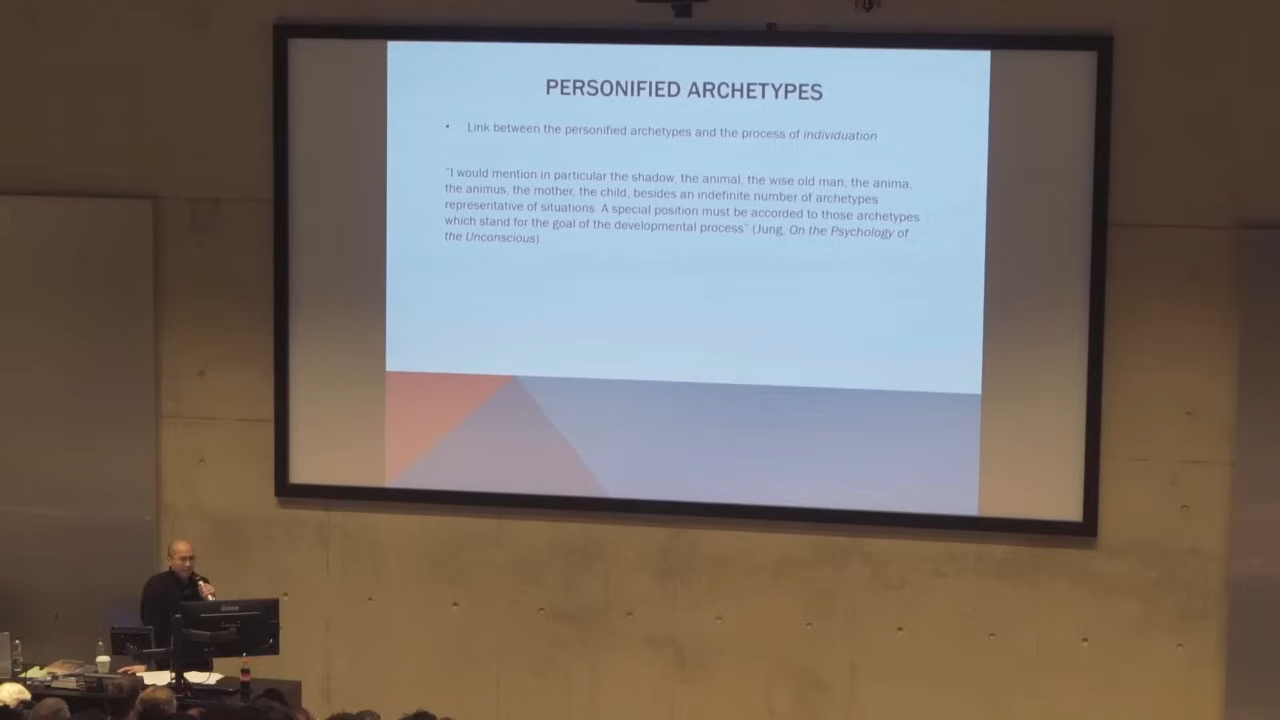 PERSONIFIED ARCHETYPES
• Link between the personified archetypes and the process of individuation
"I would mention in particular the shadow, the animal, the wise old man, the anima,
the animus, the mother, the child, besides an indefinite number of archetypes
representative of situations. A special position must be accorded to those archetypes
which stand for the goal of the developmental process" (Jung, On the Psychology of
the Unconscious).